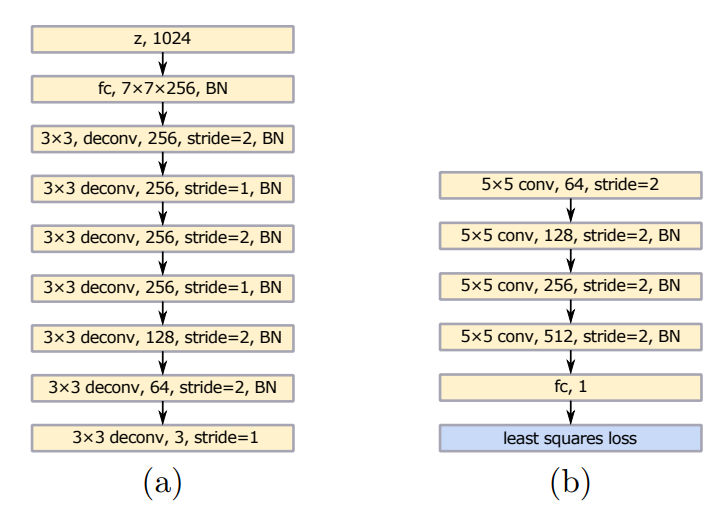 z, 1024
fc, 7×7×256, BN
3×3, deconv, 256, stride=2, BN
3×3 deconv, 256, stride=1, BN
3×3 deconv, 256, stride=2, BN
3×3 deconv, 256, stride=1, BN
3×3 deconv, 128, stride=2, BN
3×3 deconv, 64, stride=2, BN
3×3 deconv, 3, stride=1
(a)
5×5 conv, 64, stride=2
5×5 conv, 128, stride=2, BN
5×5 conv, 256, stride=2, BN
5×5 conv, 512, stride=2, BN
fc, 1
least squares loss
(b)